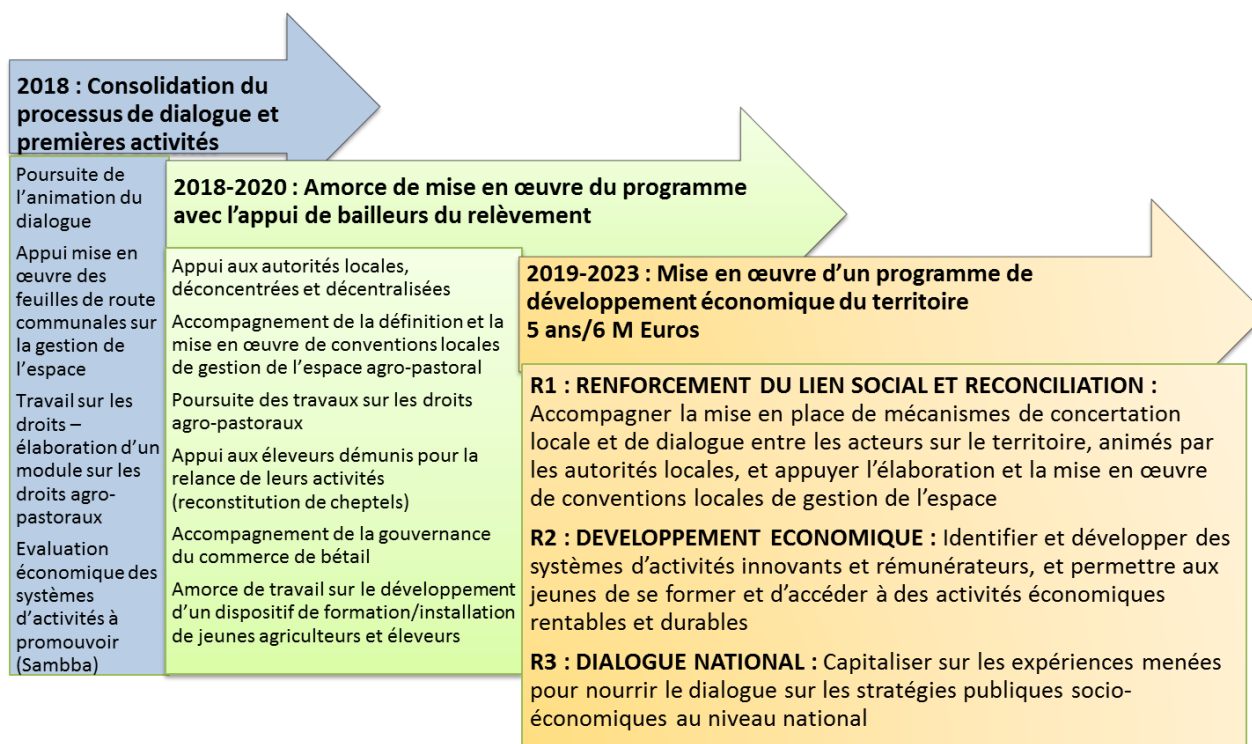 2018 : Consolidation du
processus de dialogue et
premières activités
Poursuite de
l’animation du
dialogue
Appui mise en
œuvre des
feuilles de route
communales sur
la gestion de
l’espace
Travail sur les
droits –
élaboration d’un
module sur les
droits agro-
pastoraux
Evaluation
économique des
systèmes
d’activités à
promouvoir
(Sambba)
2018-2020 : Amorce de mise en œuvre du programme
avec l’appui de bailleurs du relèvement
Appui aux autorités locales,
déconcentrées et décentralisées
Accompagnement de la définition et la
mise en œuvre de conventions locales
de gestion de l’espace agro-pastoral
Poursuite des travaux sur les droits
agro-pastoraux
Appui aux éleveurs démunis pour la
relance de leurs activités
(reconstitution de cheptels)
Accompagnement de la gouvernance
du commerce de bétail
Amorce de travail sur le développement
d’un dispositif de formation/installation
de jeunes agriculteurs et éleveurs
2019-2023 : Mise en œuvre d’un programme de
développement économique du territoire
5 ans/6 M Euros
R1 : RENFORCEMENT DU LIEN SOCIAL ET RECONCILIATION :
Accompagner la mise en place de mécanismes de concertation
locale et de dialogue entre les acteurs sur le territoire, animés par
les autorités locales, et appuyer l’élaboration et la mise en œuvre
de conventions locales de gestion de l’espace
R2 : DEVELOPPEMENT ECONOMIQUE : Identifier et développer des
systèmes d’activités innovants et rémunérateurs, et permettre aux
jeunes de se former et d’accéder à des activités économiques
rentables et durables
R3 : DIALOGUE NATIONAL : Capitaliser sur les expériences menées
pour nourrir le dialogue sur les stratégies publiques socio-
économiques au niveau national